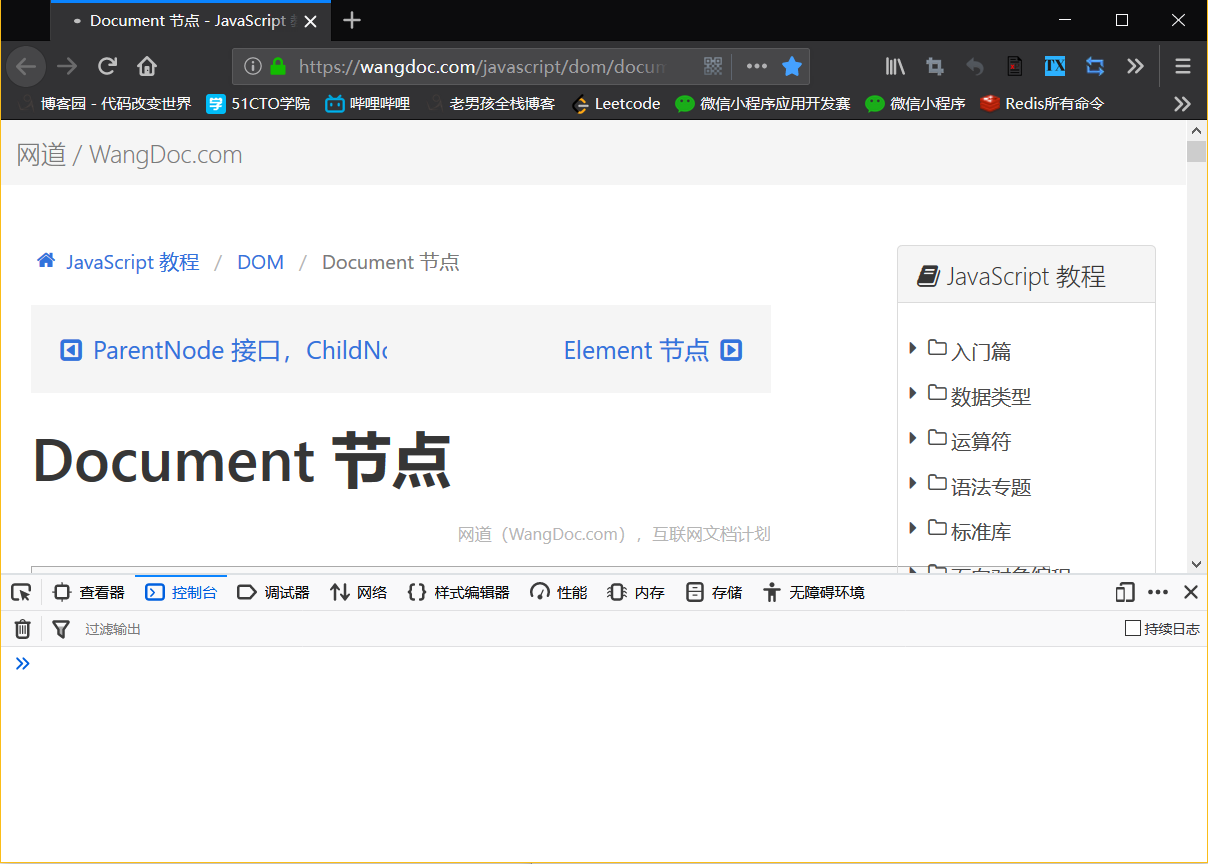 Document 节点 - JavaScript
https://wangdoc.com/javascript/dom/docum
博客园 - 代码改变世界 51CTO学院 哔哩哔哩 老男孩全栈博客 Leetcode 微信小程序应用开发赛 微信小程序 Redis所有命令
网道 / WangDoc.com
JavaScript 教程 / DOM / Document 节点
ParentNode 接口，ChildNo
Element 节点
Document 节点
网道（WangDoc.com），互联网文档计划
JavaScript 教程
入门篇
数据类型
运算符
语法专题
标准库
面向对象编程
查看器 控制台 调试器 网络 样式编辑器 性能 内存 存储 无障碍环境
过滤输出 持续日志